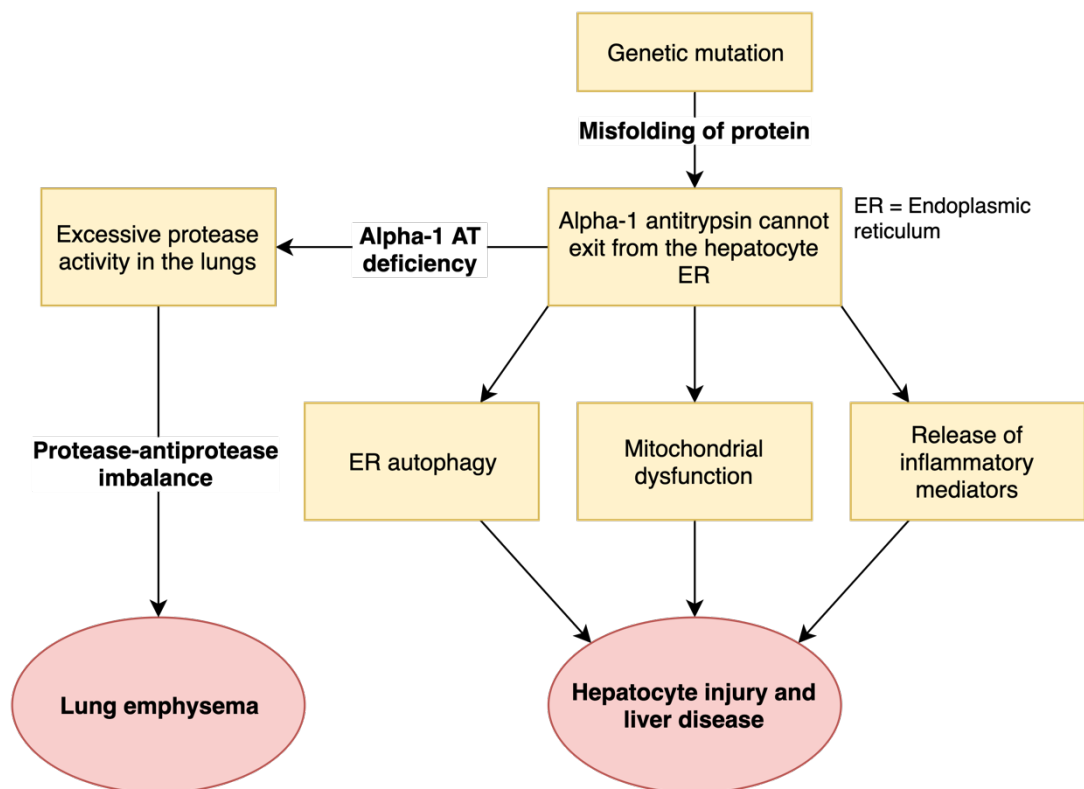 Genetic mutation
Misfolding of protein
Alpha-1 antitrypsin cannot
exit from the hepatocyte
ER
ER = Endoplasmic
reticulum
Alpha-1 AT
deficiency
Excessive protease
activity in the lungs
Protease-antiprotease
imbalance
ER autophagy
Mitochondrial
dysfunction
Release of
inflammatory
mediators
Lung emphysema
Hepatocyte injury and
liver disease